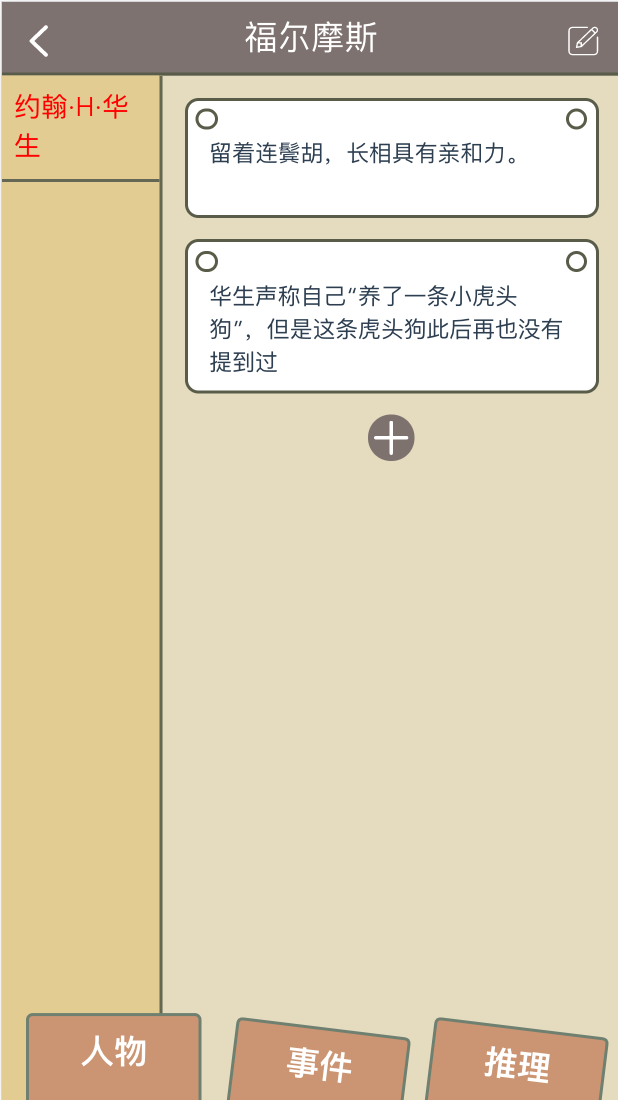 福尔摩斯
约翰·H·华
生
留着连鬓胡，长相具有亲和力。
华生声称自己“养了一条小虎头
狗”，但是这条虎头狗此后再也没有
提到过
人物
事件
推理